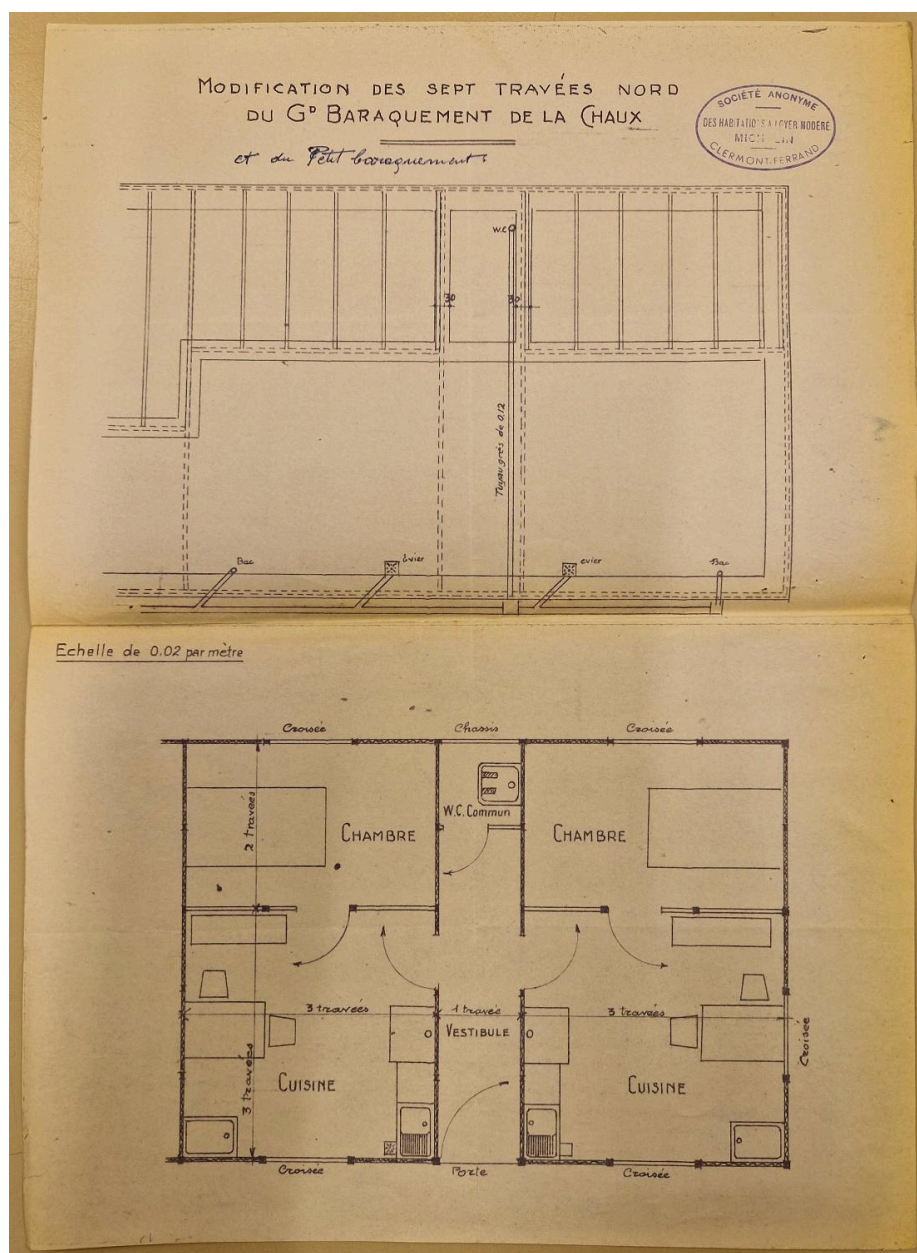 MODIFICATION DES SEPT TRAVÉES NORD
DU GD BARAQUEMENT DE LA CHAUX
et du Petit baraquement
SOCIÉTÉ ANONYME
DES HABITATIONS A LOYER MODÉRÉ
MICHELIN
CLERMONT-FERRAND
W.C
30
30
Tuyau grès de 0.12
Bac
Evier
evier
Bac
Echelle de 0.02 par mètre
Croisée
Chassis
Croisée
2 travées
W.C. Commun
CHAMBRE
CHAMBRE
3 travées
1 travée
3 travées
VESTIBULE
Croisée
CUISINE
CUISINE
3 travées
Croisée
Porte
Croisée